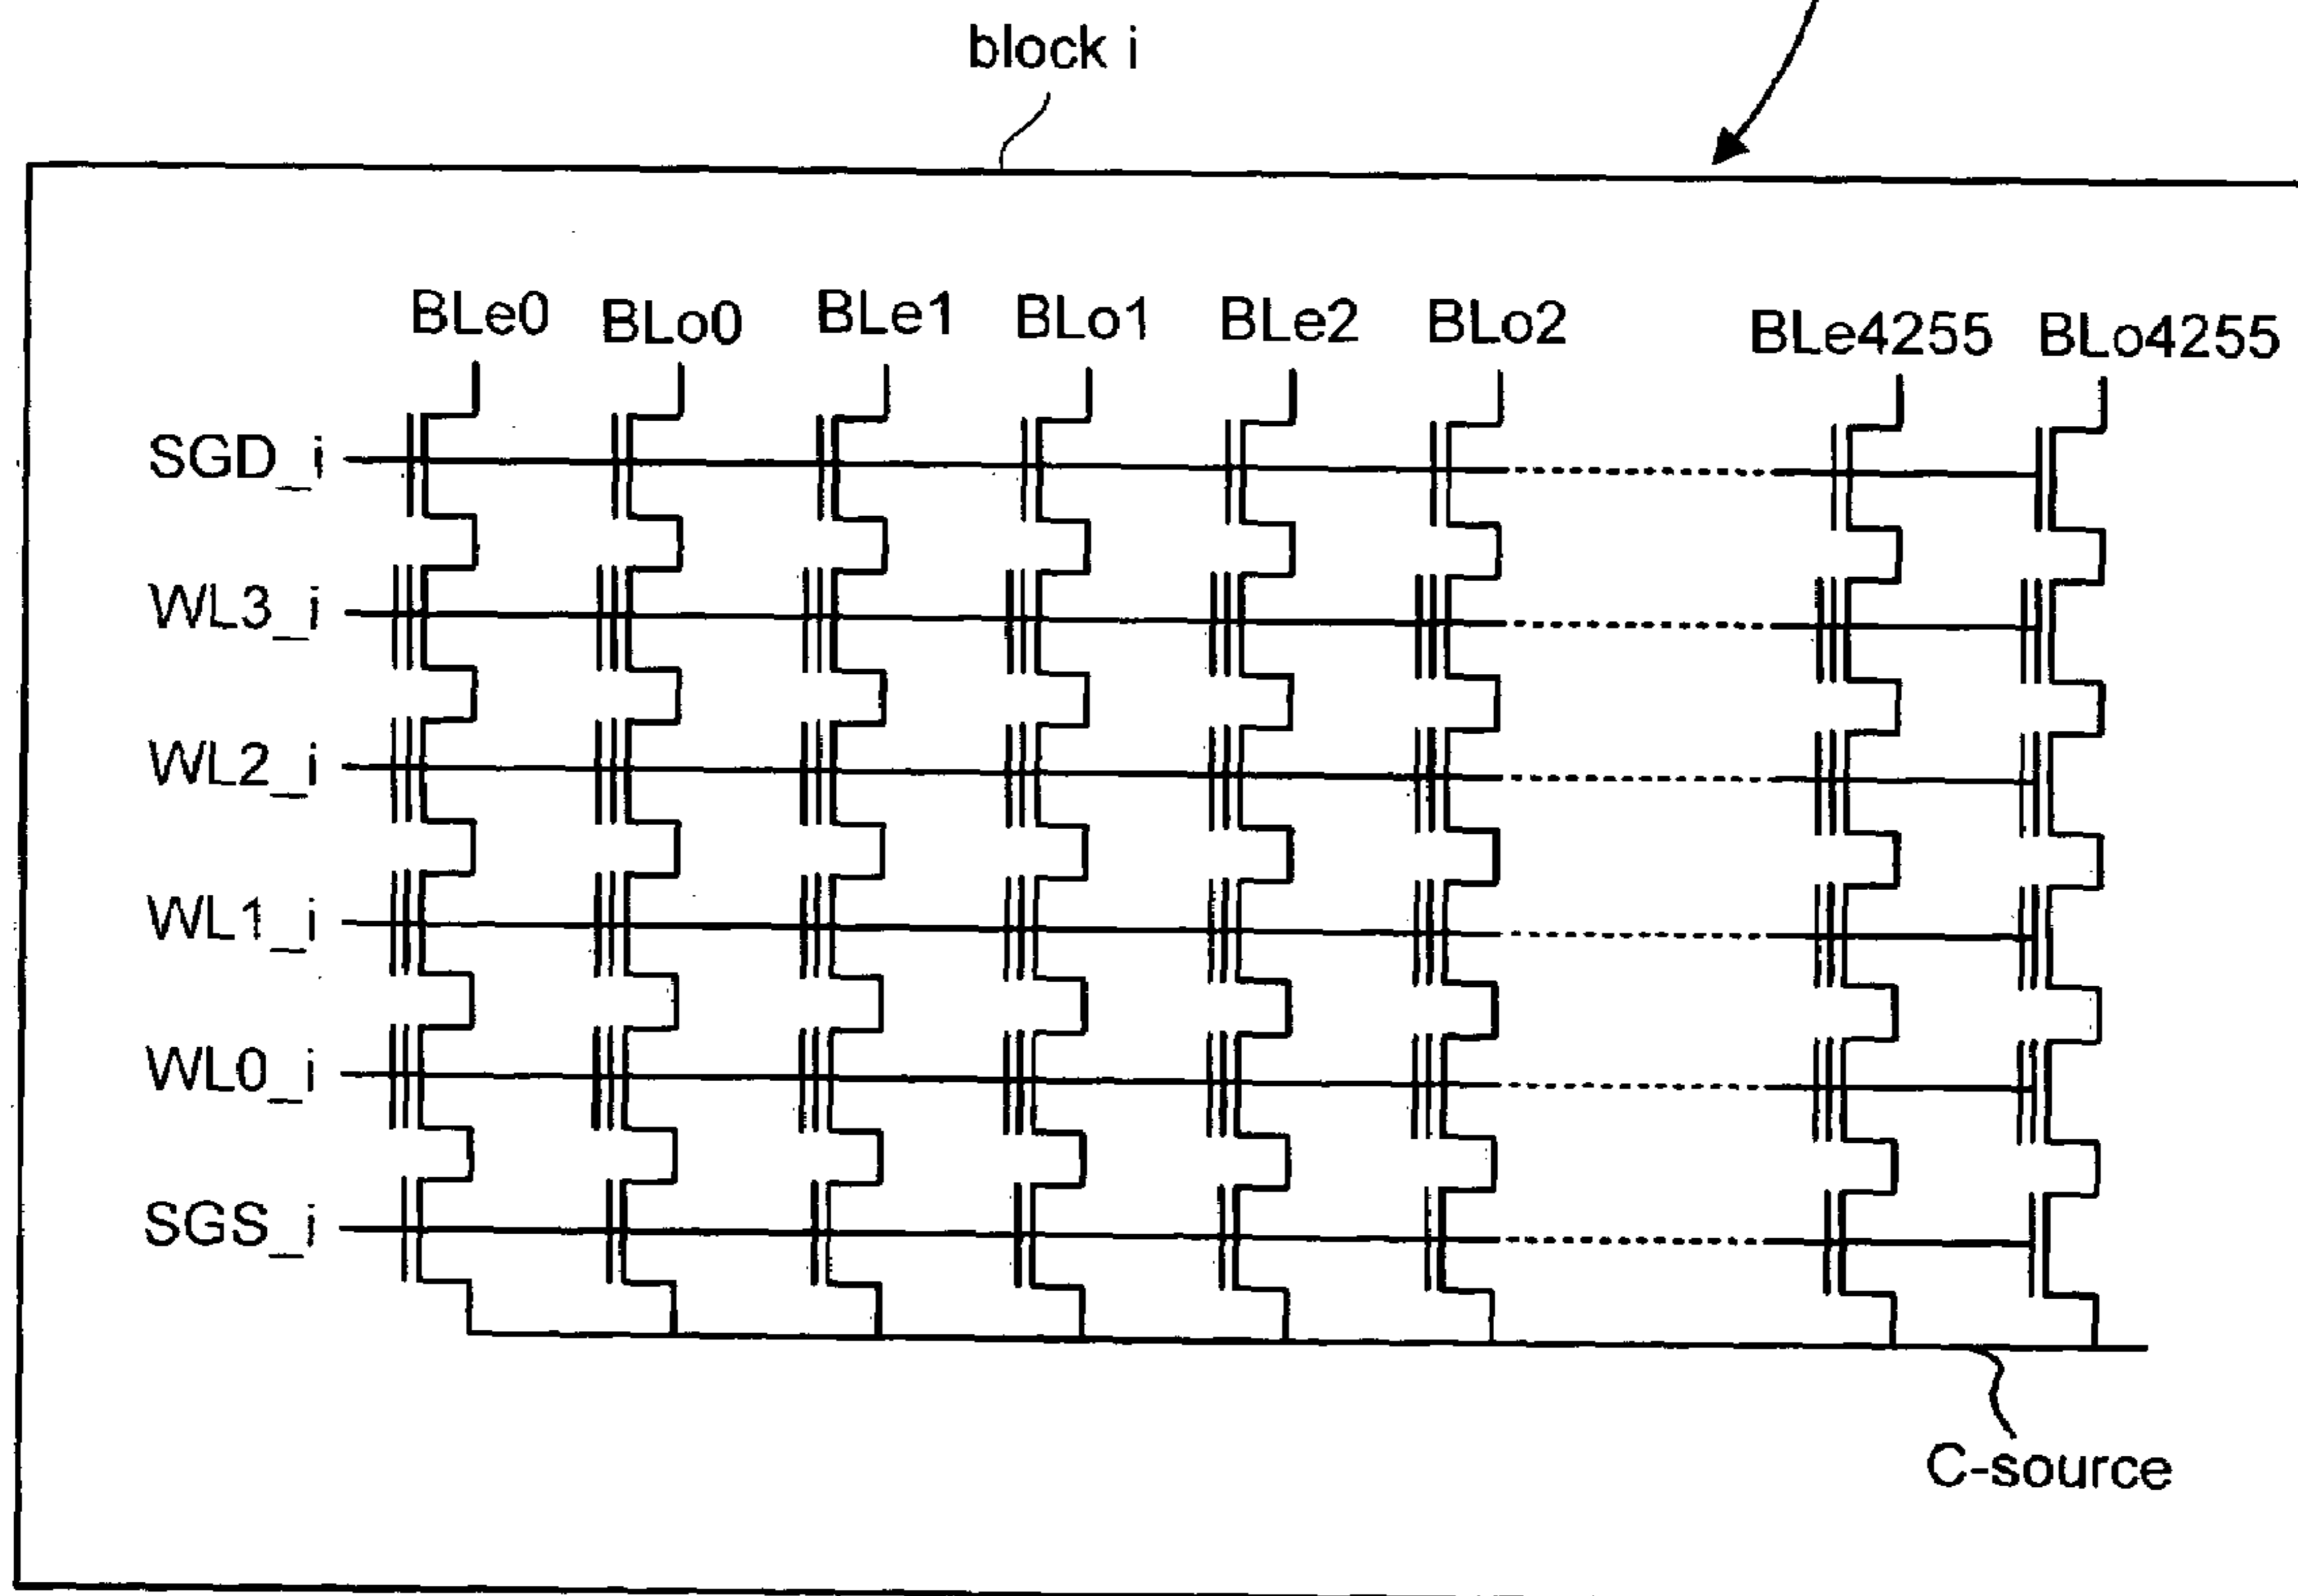 block i
BLe0 BLo0 BLe1 BLo1 BLe2 BLo2 BLe4255 BLo4255
SGD_i
WL3_i
WL2_i
WL1_i
WL0_i
SGS_i
C-source